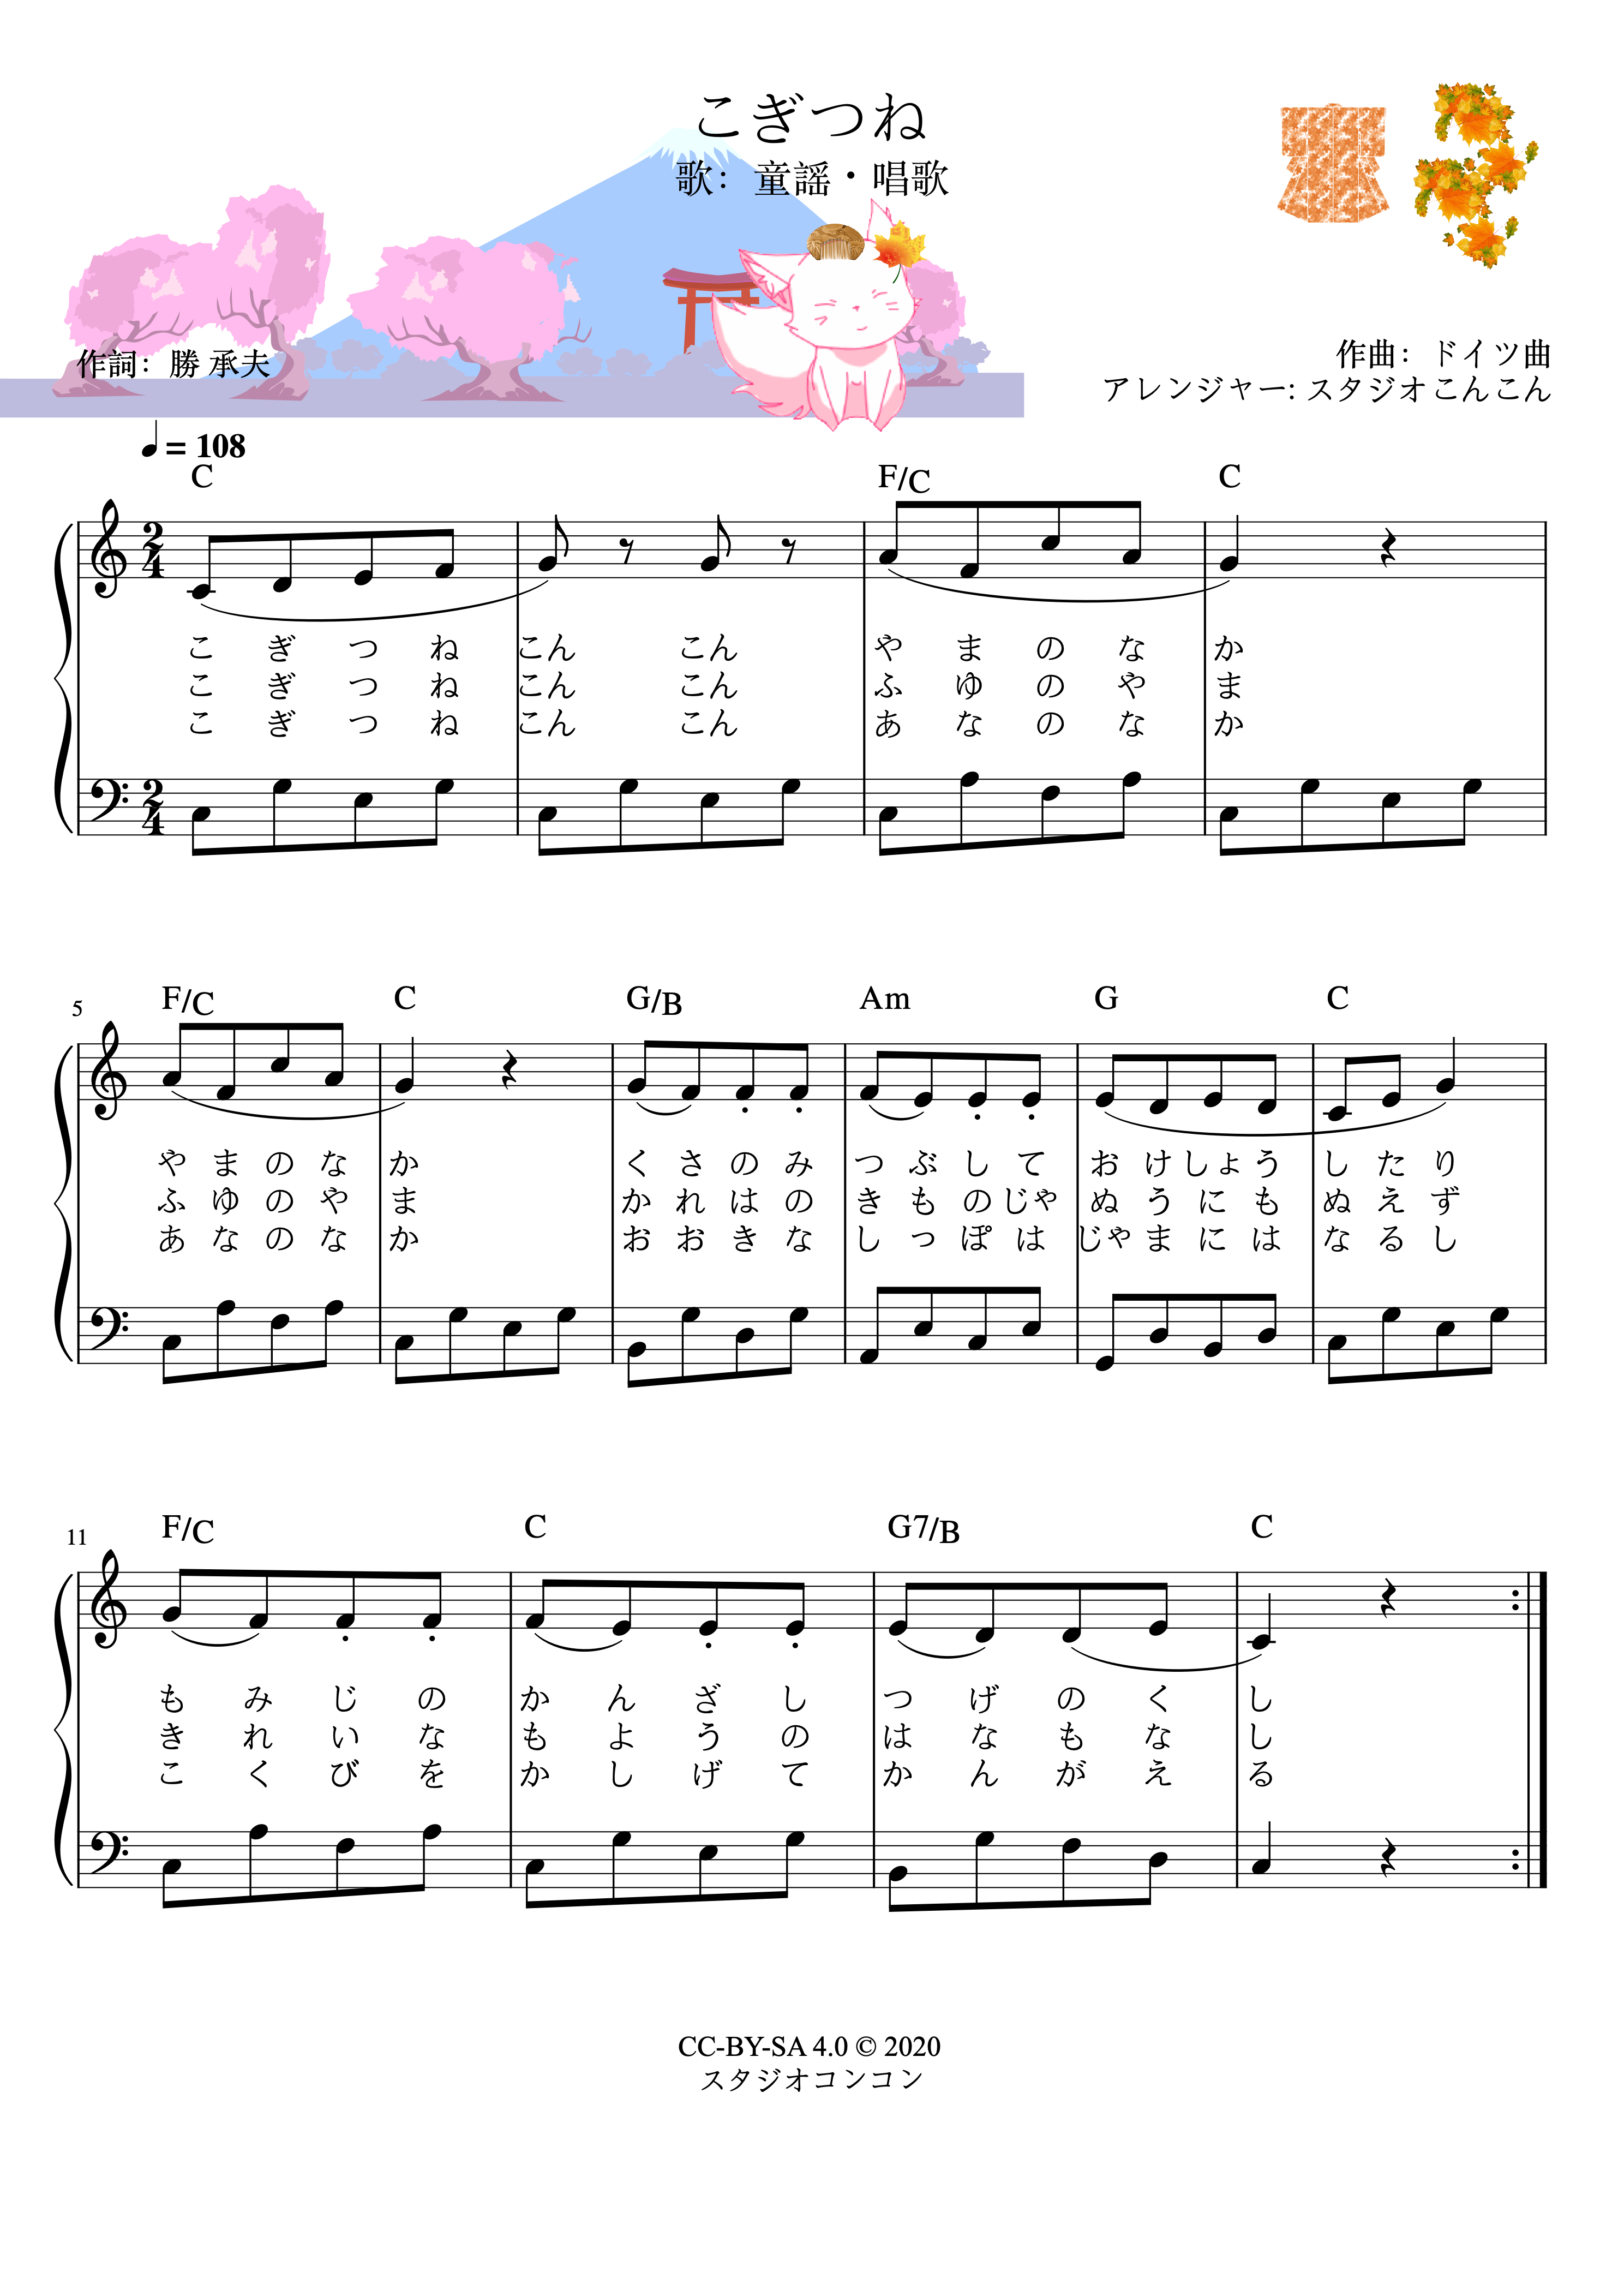 こぎつね
歌：童謡・唱歌
作詞：勝 承夫
作曲：ドイツ曲
アレンジャー: スタジオこんこん
= 108
C F/C C
2 4
こ ぎ つ ね こん こん や ま の な か
こ ぎ つ ね こん こん ふ ゆ の や ま
こ ぎ つ ね こん こん あ な の な か
2 4
5 F/C C G/B Am G C
や ま の な か く さ の み つ ぶ し て お け しょ う し た り
ふ ゆ の や ま か れ は の き も の じゃ ぬ う に も ぬ え ず
あ な の な か お お き な し っ ぽ は じゃ ま に は な る し
11 F/C C G7/B C
も み じ の か ん ざ し つ げ の く し
き れ い な も よ う の は な も な し
こ く び を か し げ て か ん が え る
CC-BY-SA 4.0 © 2020
スタジオコンコン